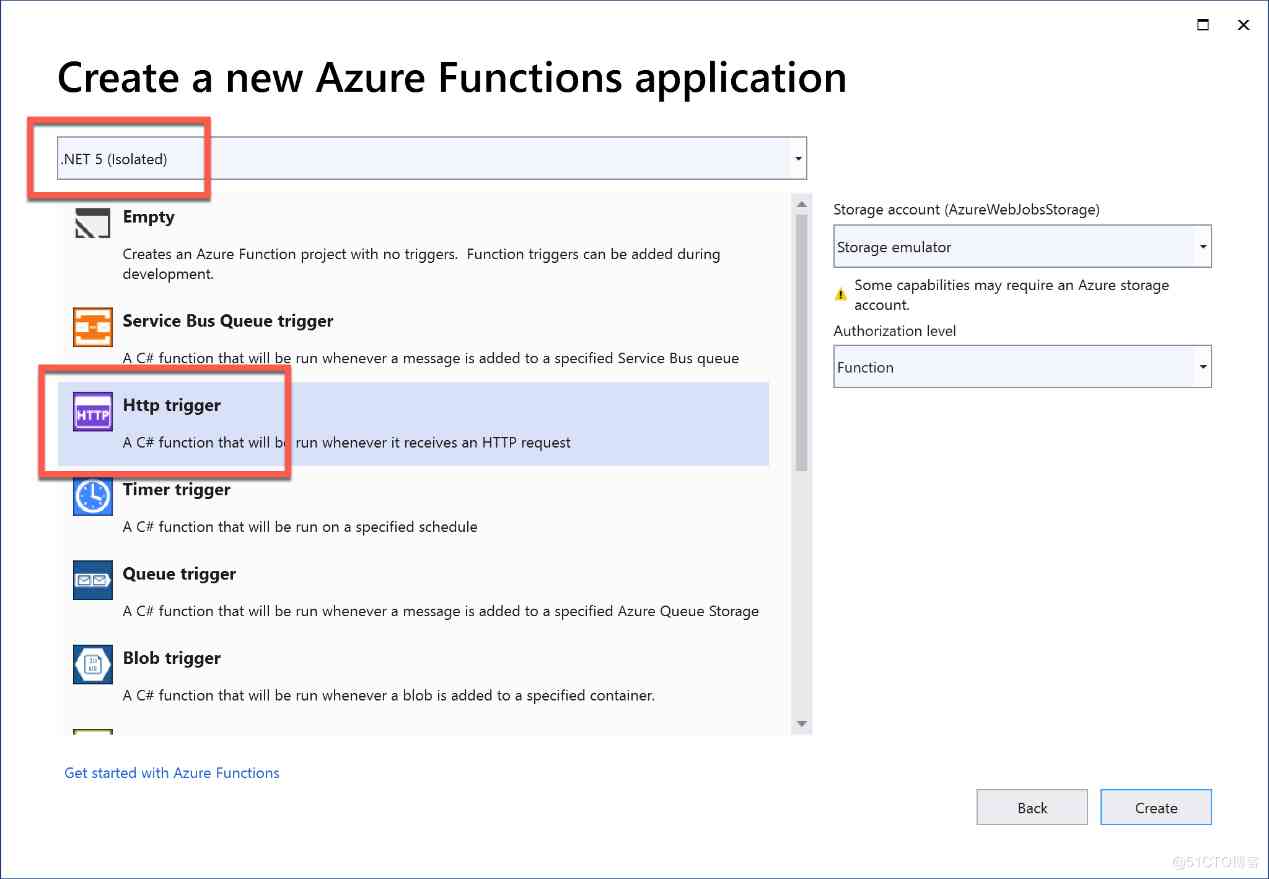 Create a new Azure Functions application
.NET 5 (Isolated)
Empty
Creates an Azure Function project with no triggers.  Function triggers can be added during
development.
Service Bus Queue trigger
A C# function that will be run whenever a message is added to a specified Service Bus queue
HTTP
Http trigger
A C# function that will be run whenever it receives an HTTP request
Timer trigger
A C# function that will be run on a specified schedule
Queue trigger
A C# function that will be run whenever a message is added to a specified Azure Queue Storage
Blob trigger
A C# function that will be run whenever a blob is added to a specified container.
Storage account (AzureWebJobsStorage)
Storage emulator
Some capabilities may require an Azure storage
account.
Authorization level
Function
Get started with Azure Functions
Back
Create
@51CTO博客